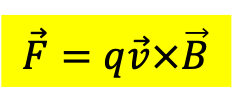 F⃗ = qv⃗×B⃗